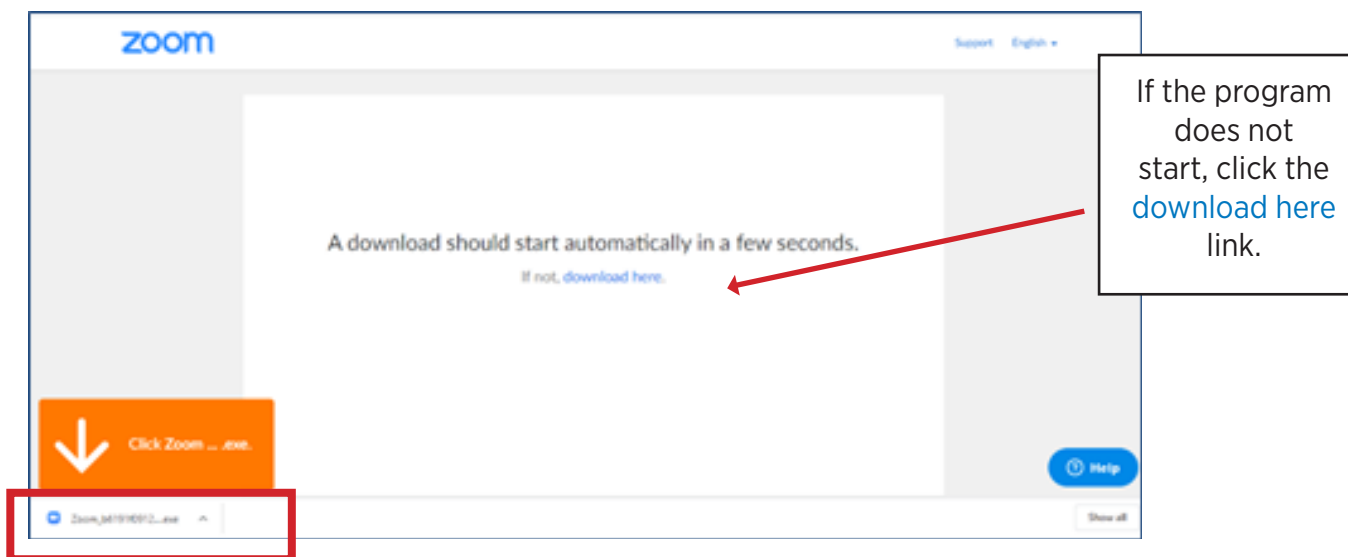 zoom
Support English
If the program
does not
start, click the
download here
link.
A download should start automatically in a few seconds.
If not, download here.
Click Zoom ... .exe.
Help
Show all